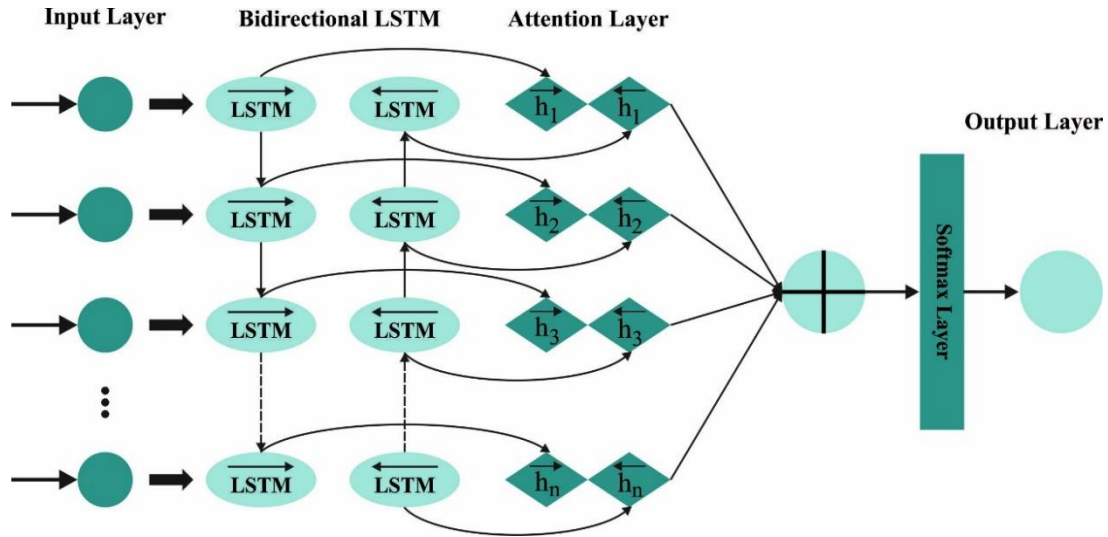 Input Layer Bidirectional LSTM Attention Layer
LSTM LSTM h₁ h₁
Output Layer
LSTM LSTM h₂ h₂
Softmax Layer
LSTM LSTM h₃ h₃
LSTM LSTM hₙ hₙ